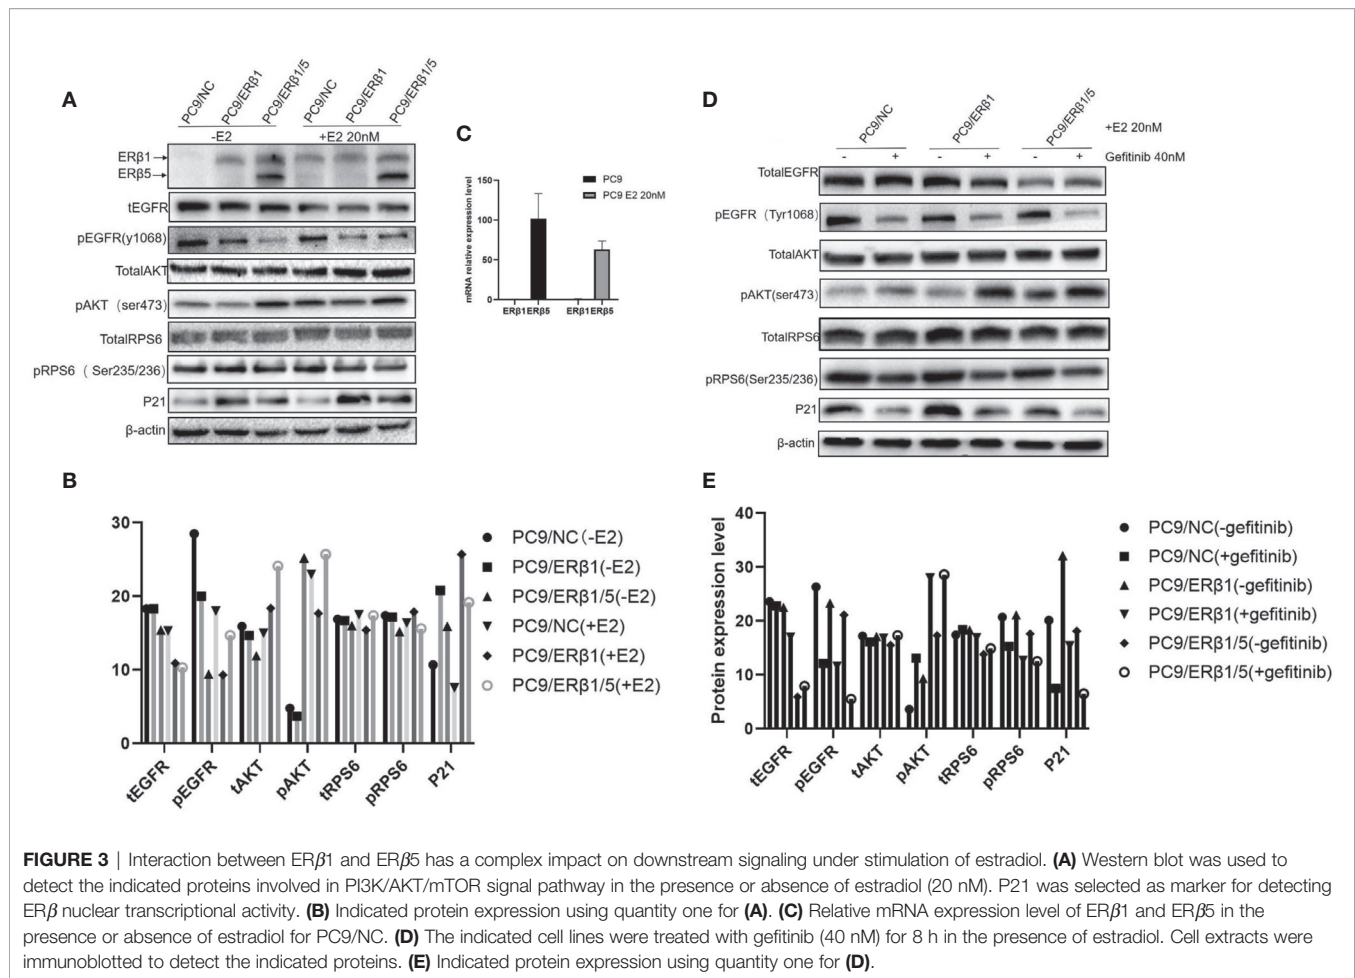 A
PC9/NC
PC9/ERβ1
PC9/ERβ1/5
PC9/NC
PC9/ERβ1
PC9/ERβ1/5
-E2
+E2 20nM
ERβ1
ERβ5
tEGFR
pEGFR(y1068)
TotalAKT
pAKT (ser473)
TotalRPS6
pRPS6 ( Ser235/236)
P21
β-actin
C
mRNA relative expression level
150
100
50
0
PC9
PC9 E2 20nM
ERβ1 ERβ5
ERβ1 ERβ5
D
PC9/NC
PC9/ERβ1
PC9/ERβ1/5
+E2 20nM
- + - + - + Gefitinib 40nM
TotalEGFR
pEGFR (Tyr1068)
TotalAKT
pAKT(ser473)
TotalRPS6
pRPS6(Ser235/236)
P21
β-actin
B
30
20
10
0
tEGFR
pEGFR
tAKT
pAKT
tRPS6
pRPS6
P21
PC9/NC(-E2)
PC9/ERβ1(-E2)
PC9/ERβ1/5(-E2)
PC9/NC(+E2)
PC9/ERβ1(+E2)
PC9/ERβ1/5(+E2)
E
Protein expression level
40
30
20
10
0
tEGFR
pEGFR
tAKT
pAKT
tRPS6
pRPS6
P21
PC9/NC(-gefitinib)
PC9/NC(+gefitinib)
PC9/ERβ1(-gefitinib)
PC9/ERβ1(+gefitinib)
PC9/ERβ1/5(-gefitinib)
PC9/ERβ1/5(+gefitinib)
FIGURE 3 | Interaction between ERβ1 and ERβ5 has a complex impact on downstream signaling under stimulation of estradiol. (A) Western blot was used to
detect the indicated proteins involved in PI3K/AKT/mTOR signal pathway in the presence or absence of estradiol (20 nM). P21 was selected as marker for detecting
ERβ nuclear transcriptional activity. (B) Indicated protein expression using quantity one for (A). (C) Relative mRNA expression level of ERβ1 and ERβ5 in the
presence or absence of estradiol for PC9/NC. (D) The indicated cell lines were treated with gefitinib (40 nM) for 8 h in the presence of estradiol. Cell extracts were
immunoblotted to detect the indicated proteins. (E) Indicated protein expression using quantity one for (D).